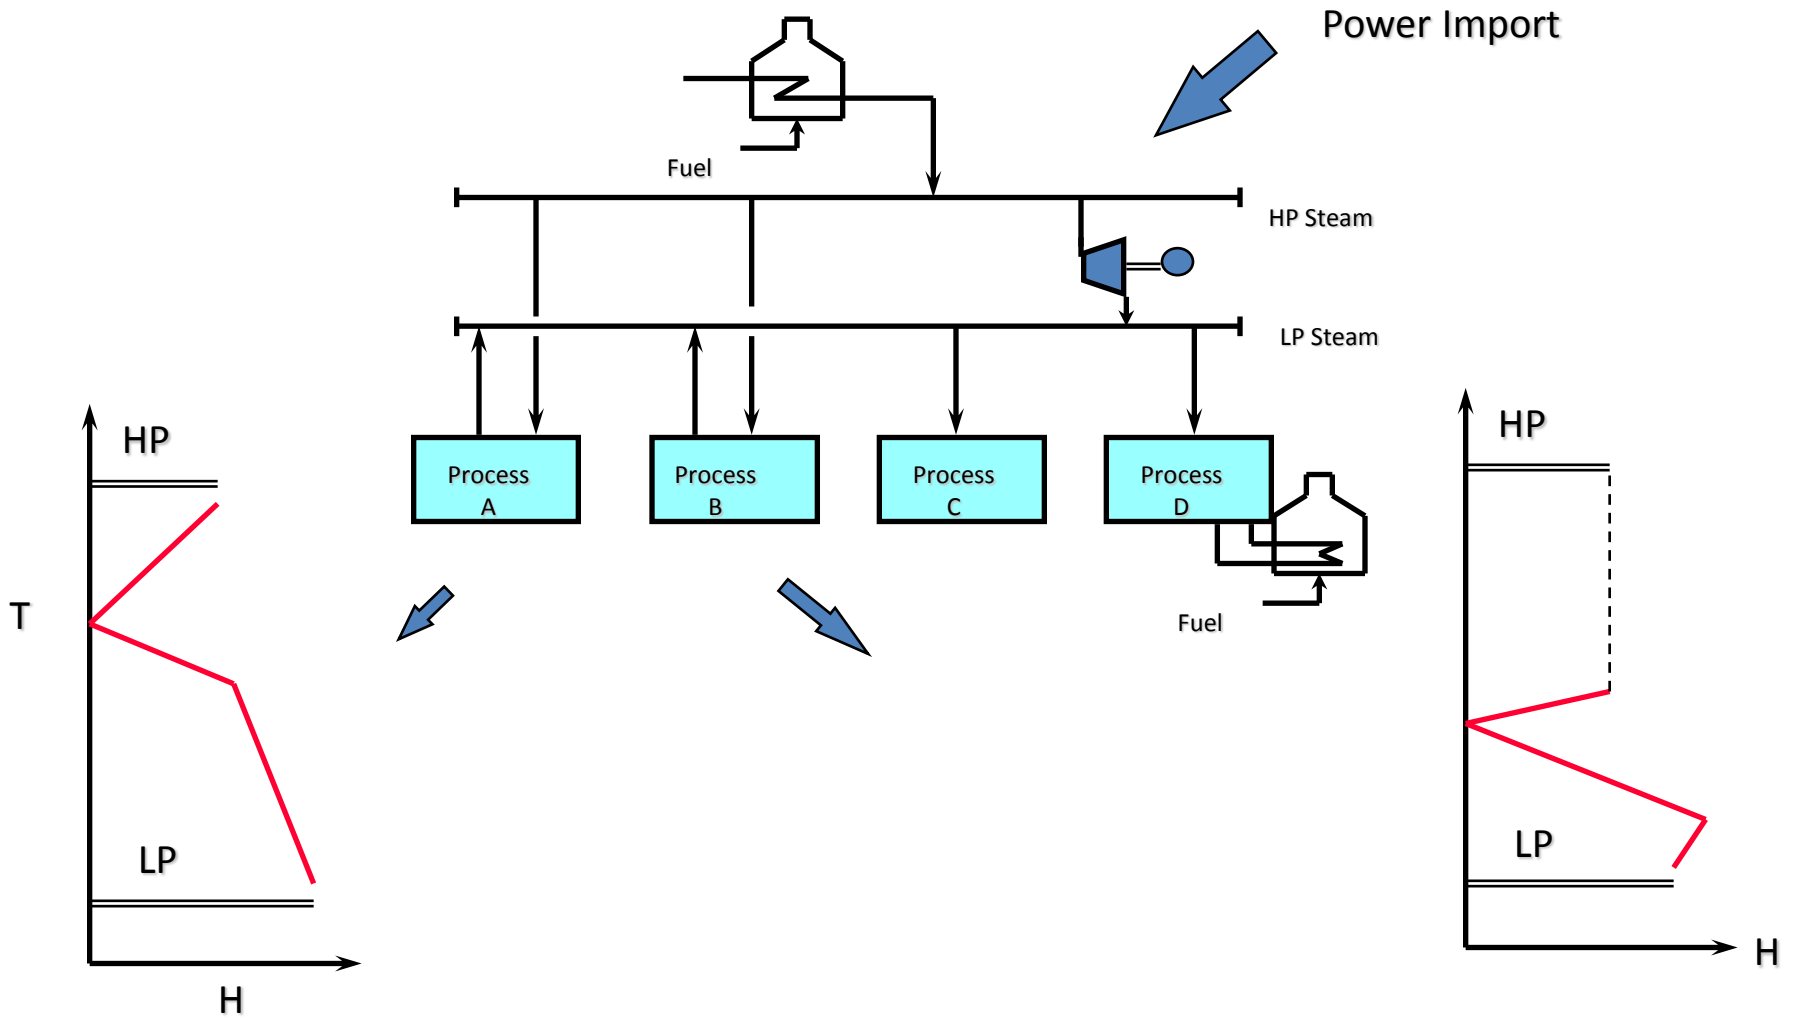 Power Import
Fuel
HP Steam
LP Steam
HP
HP
Process
A
Process
B
Process
C
Process
D
T
Fuel
LP
LP
H
H